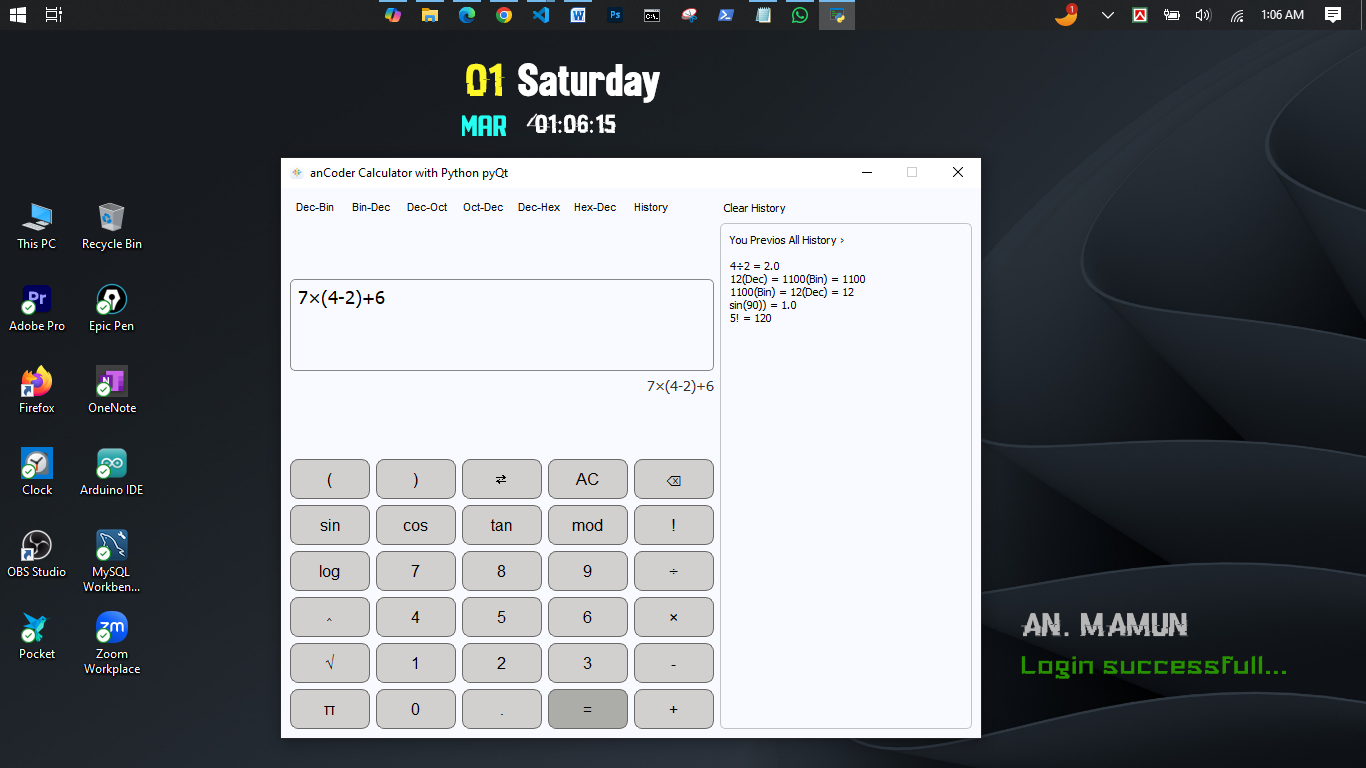 1
1:06 AM
01 Saturday
MAR 01:06:15
anCoder Calculator with Python pyQt
Dec-Bin Bin-Dec Dec-Oct Oct-Dec Dec-Hex Hex-Dec History
Clear History
You Previos All History ›
4÷2 = 2.0
12(Dec) = 1100(Bin) = 1100
1100(Bin) = 12(Dec) = 12
sin(90)) = 1.0
5! = 120
7×(4-2)+6
7×(4-2)+6
( ) ⇄ AC ⌫
sin cos tan mod !
log 7 8 9 ÷
^ 4 5 6 ×
√ 1 2 3 -
π 0 . = +
This PC
Recycle Bin
Pr
Adobe Pro
Epic Pen
Firefox
N
OneNote
Clock
Arduino IDE
OBS Studio
MySQL
Workben...
Pocket
zm
Zoom
Workplace
W
Ps
AN. MAMUN
Login successfull...